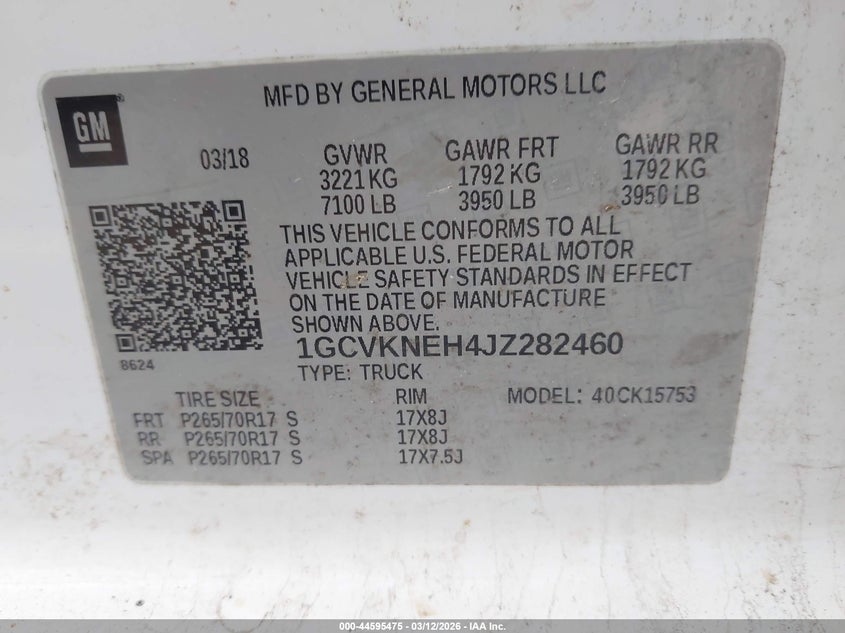 MFD BY GENERAL MOTORS LLC
GM
03/18 GVWR GAWR FRT GAWR RR
3221 KG 1792 KG 1792 KG
7100 LB 3950 LB 3950 LB
THIS VEHICLE CONFORMS TO ALL
APPLICABLE U.S. FEDERAL MOTOR
VEHICLE SAFETY STANDARDS IN EFFECT
ON THE DATE OF MANUFACTURE
SHOWN ABOVE.
1GCVKNEH4JZ282460
8624
TYPE: TRUCK
TIRE SIZE RIM MODEL: 40CK15753
FRT P265/70R17 S 17X8J
RR P265/70R17 S 17X8J
SPA P265/70R17 S 17X7.5J
000-44595475 - 03/12/2026 - IAA Inc.